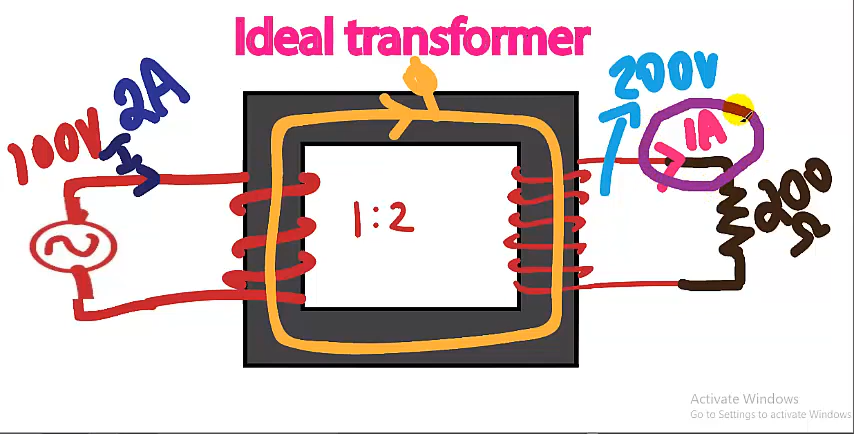 Ideal transformer
100V
I 2A
1:2
200V
1A
200
Ω
Activate Windows
Go to Settings to activate Windows